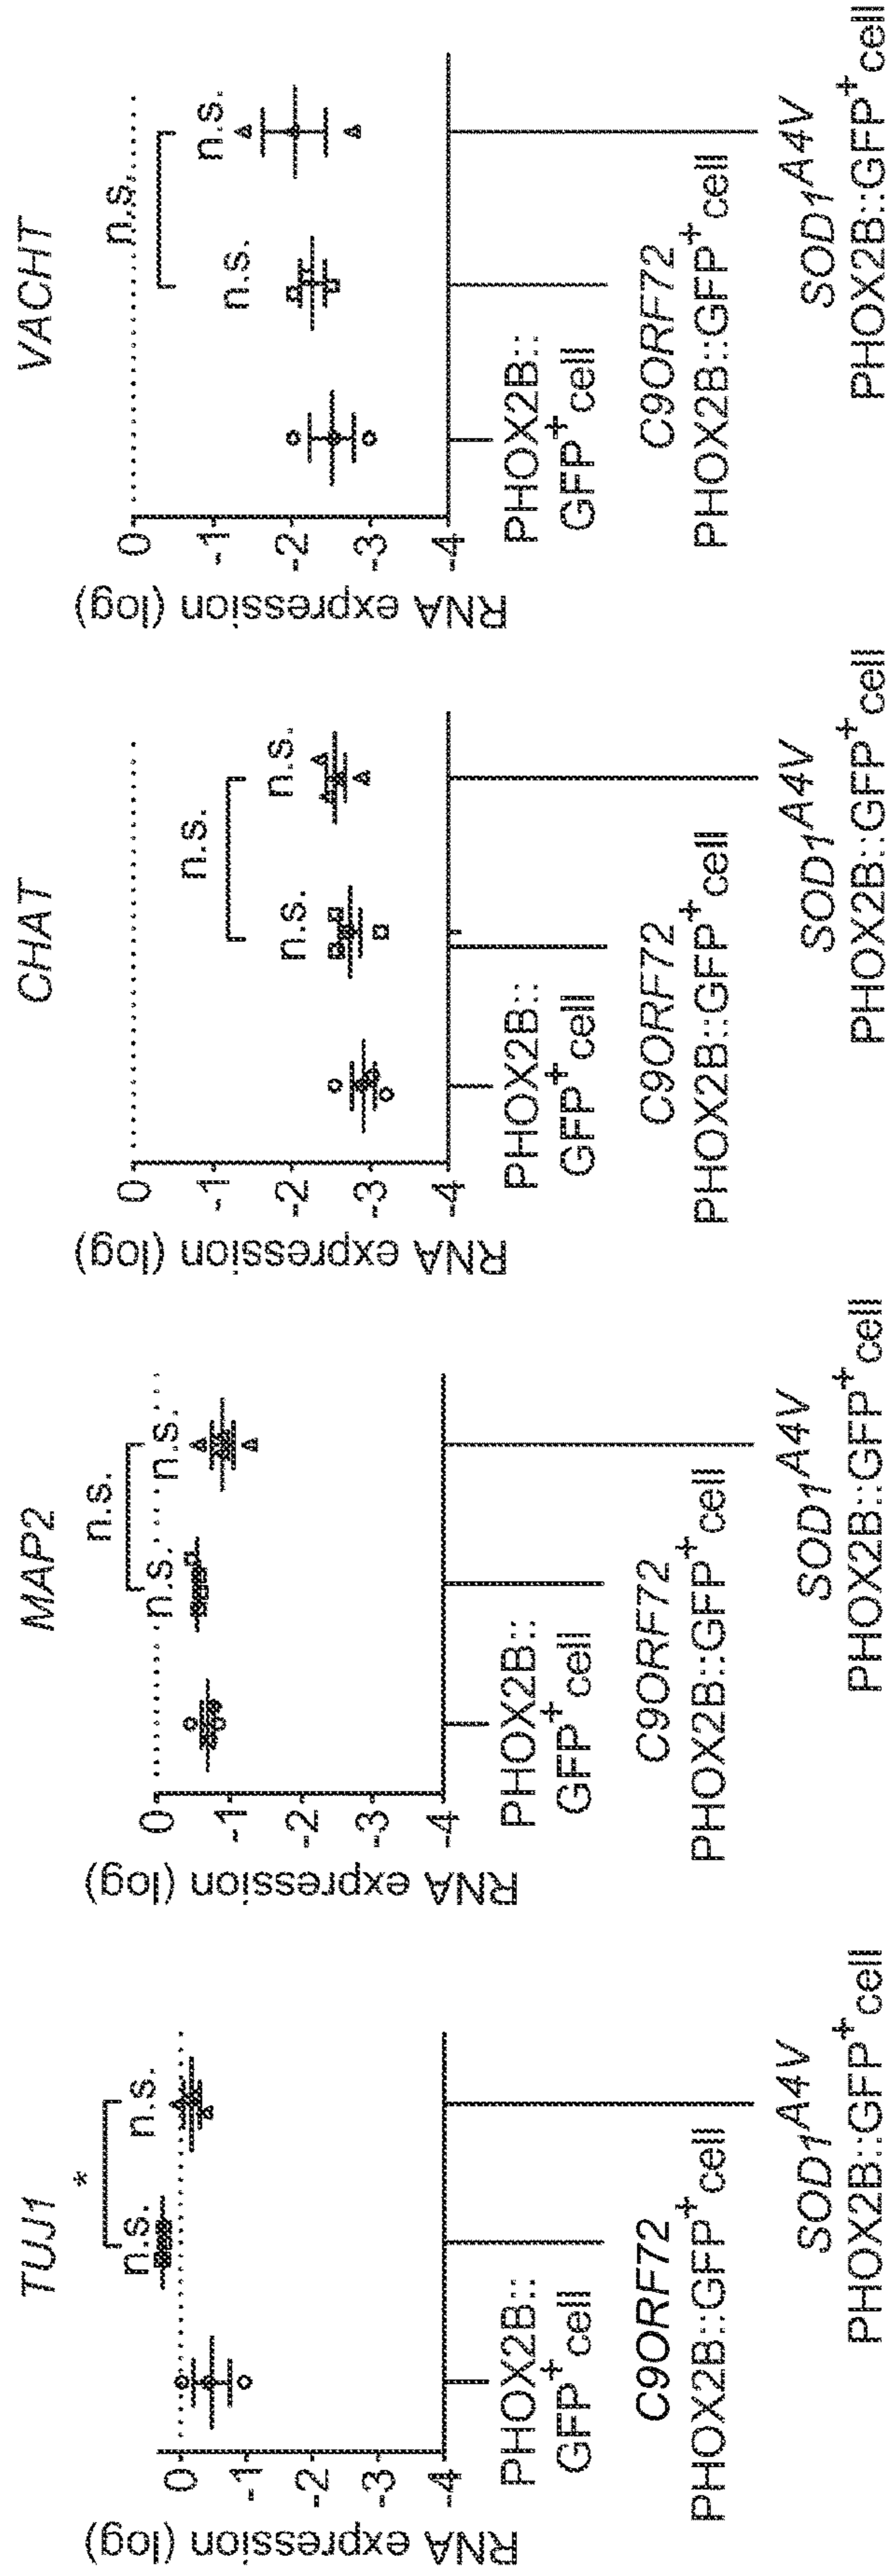 TUJ1
RNA expression (log)
0
-1
-2
-3
-4
n.s.
*
n.s.
PHOX2B::
GFP+ cell
C9ORF72
PHOX2B::GFP+ cell
SOD1A4V
PHOX2B::GFP+ cell
MAP2
RNA expression (log)
0
-1
-2
-3
-4
n.s.
n.s.
n.s.
PHOX2B::
GFP+ cell
C9ORF72
PHOX2B::GFP+ cell
SOD1A4V
PHOX2B::GFP+ cell
CHAT
RNA expression (log)
0
-1
-2
-3
-4
n.s.
n.s.
n.s.
PHOX2B::
GFP+ cell
C9ORF72
PHOX2B::GFP+ cell
SOD1A4V
PHOX2B::GFP+ cell
VACHT
RNA expression (log)
0
-1
-2
-3
-4
n.s.
n.s.
n.s.
PHOX2B::
GFP+ cell
C9ORF72
PHOX2B::GFP+ cell
SOD1A4V
PHOX2B::GFP+ cell